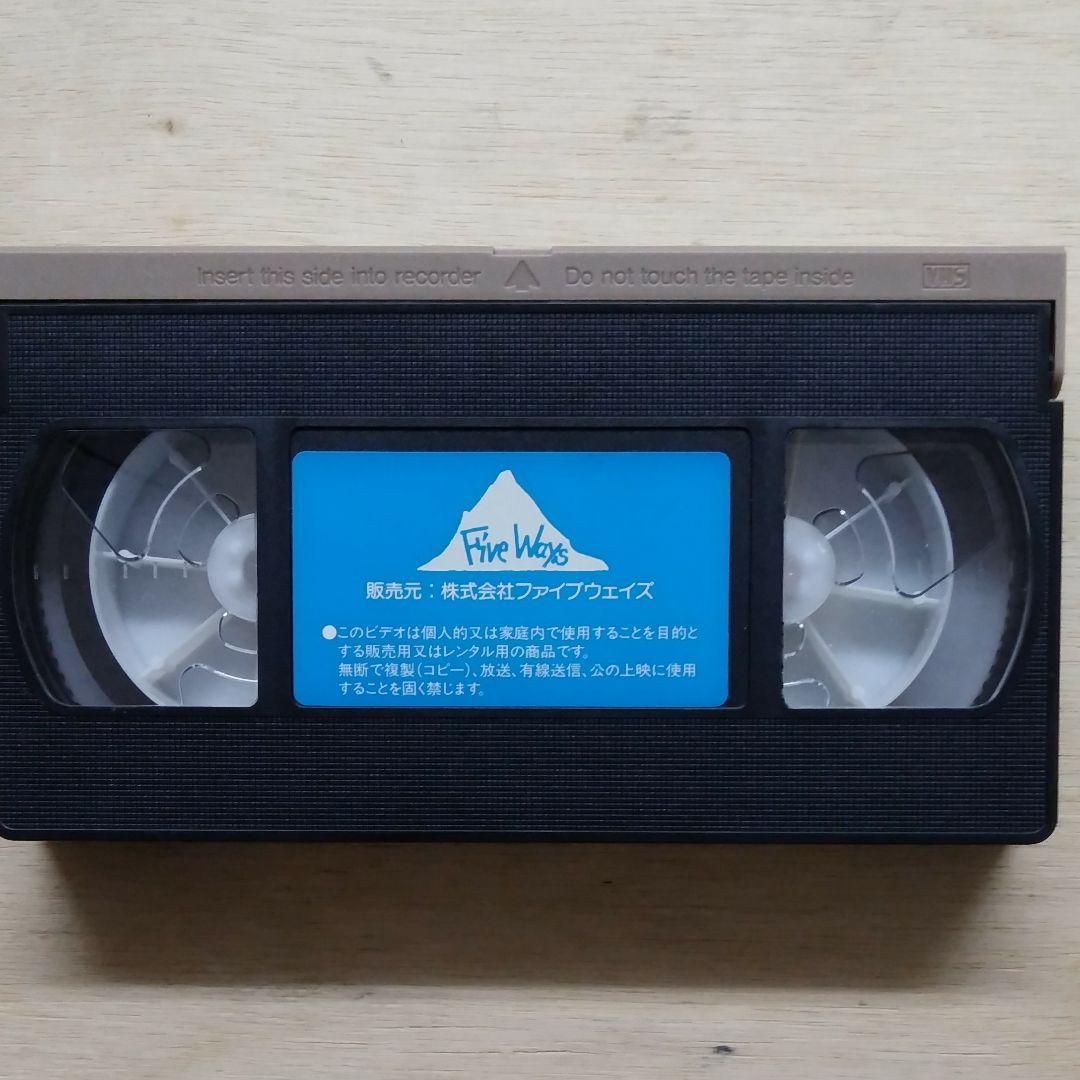 Insert this side into recorder Do not touch the tape inside VHS
Five Ways
販売元：株式会社ファイブウェイズ
●このビデオは個人的又は家庭内で使用することを目的と
する販売用又はレンタル用の商品です。
無断で複製（コピー）、放送、有線送信、公の上映に使用
することを固く禁じます。